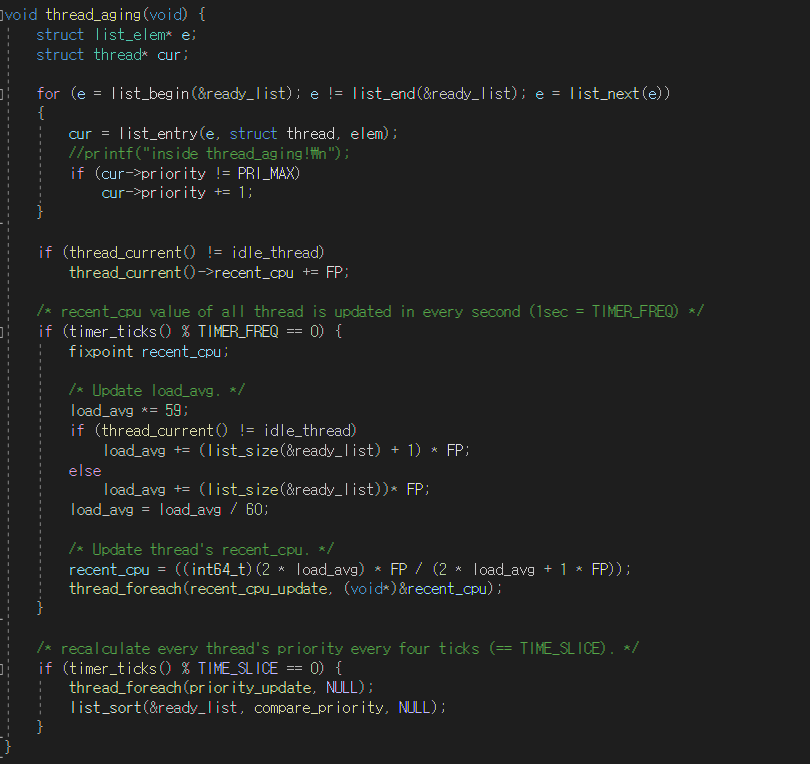 void thread_aging(void) {
    struct list_elem* e;
    struct thread* cur;

    for (e = list_begin(&ready_list); e != list_end(&ready_list); e = list_next(e))
    {
        cur = list_entry(e, struct thread, elem);
        //printf("inside thread_aging!₩n");
        if (cur->priority != PRI_MAX)
            cur->priority += 1;
    }

    if (thread_current() != idle_thread)
        thread_current()->recent_cpu += FP;

    /* recent_cpu value of all thread is updated in every second (1sec = TIMER_FREQ) */
    if (timer_ticks() % TIMER_FREQ == 0) {
        fixpoint recent_cpu;

        /* Update load_avg. */
        load_avg *= 59;
        if (thread_current() != idle_thread)
            load_avg += (list_size(&ready_list) + 1) * FP;
        else
            load_avg += (list_size(&ready_list))* FP;
        load_avg = load_avg / 60;

        /* Update thread's recent_cpu. */
        recent_cpu = ((int64_t)(2 * load_avg) * FP / (2 * load_avg + 1 * FP));
        thread_foreach(recent_cpu_update, (void*)&recent_cpu);
    }

    /* recalculate every thread's priority every four ticks (== TIME_SLICE). */
    if (timer_ticks() % TIME_SLICE == 0) {
        thread_foreach(priority_update, NULL);
        list_sort(&ready_list, compare_priority, NULL);
    }
}